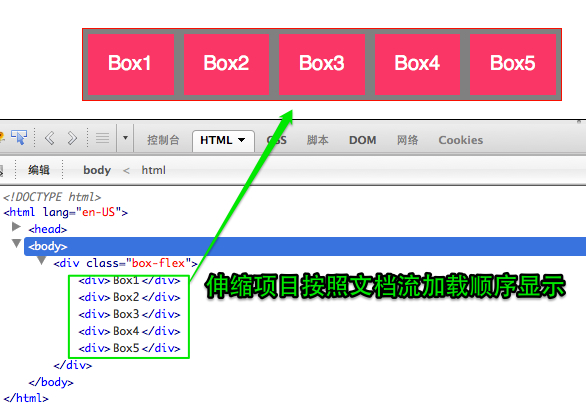 Box1 Box2 Box3 Box4 Box5
控制台 HTML CSS 脚本 DOM 网络 Cookies
编辑 body < html
<!DOCTYPE html>
<html lang="en-US">
<head>
<body>
<div class="box-flex">
<div>Box1</div>
<div>Box2</div>
<div>Box3</div>
<div>Box4</div>
<div>Box5</div>
伸缩项目按照文档流加载顺序显示
</div>
</body>
</html>